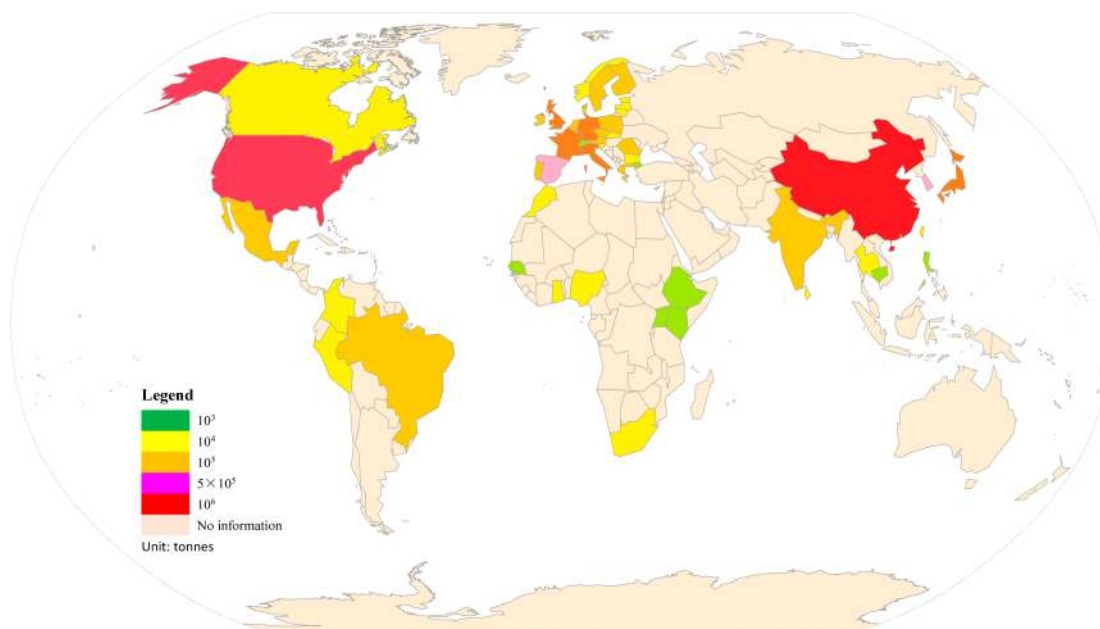 Legend
10³
10⁴
10⁵
5×10⁵
10⁶
No information
Unit: tonnes